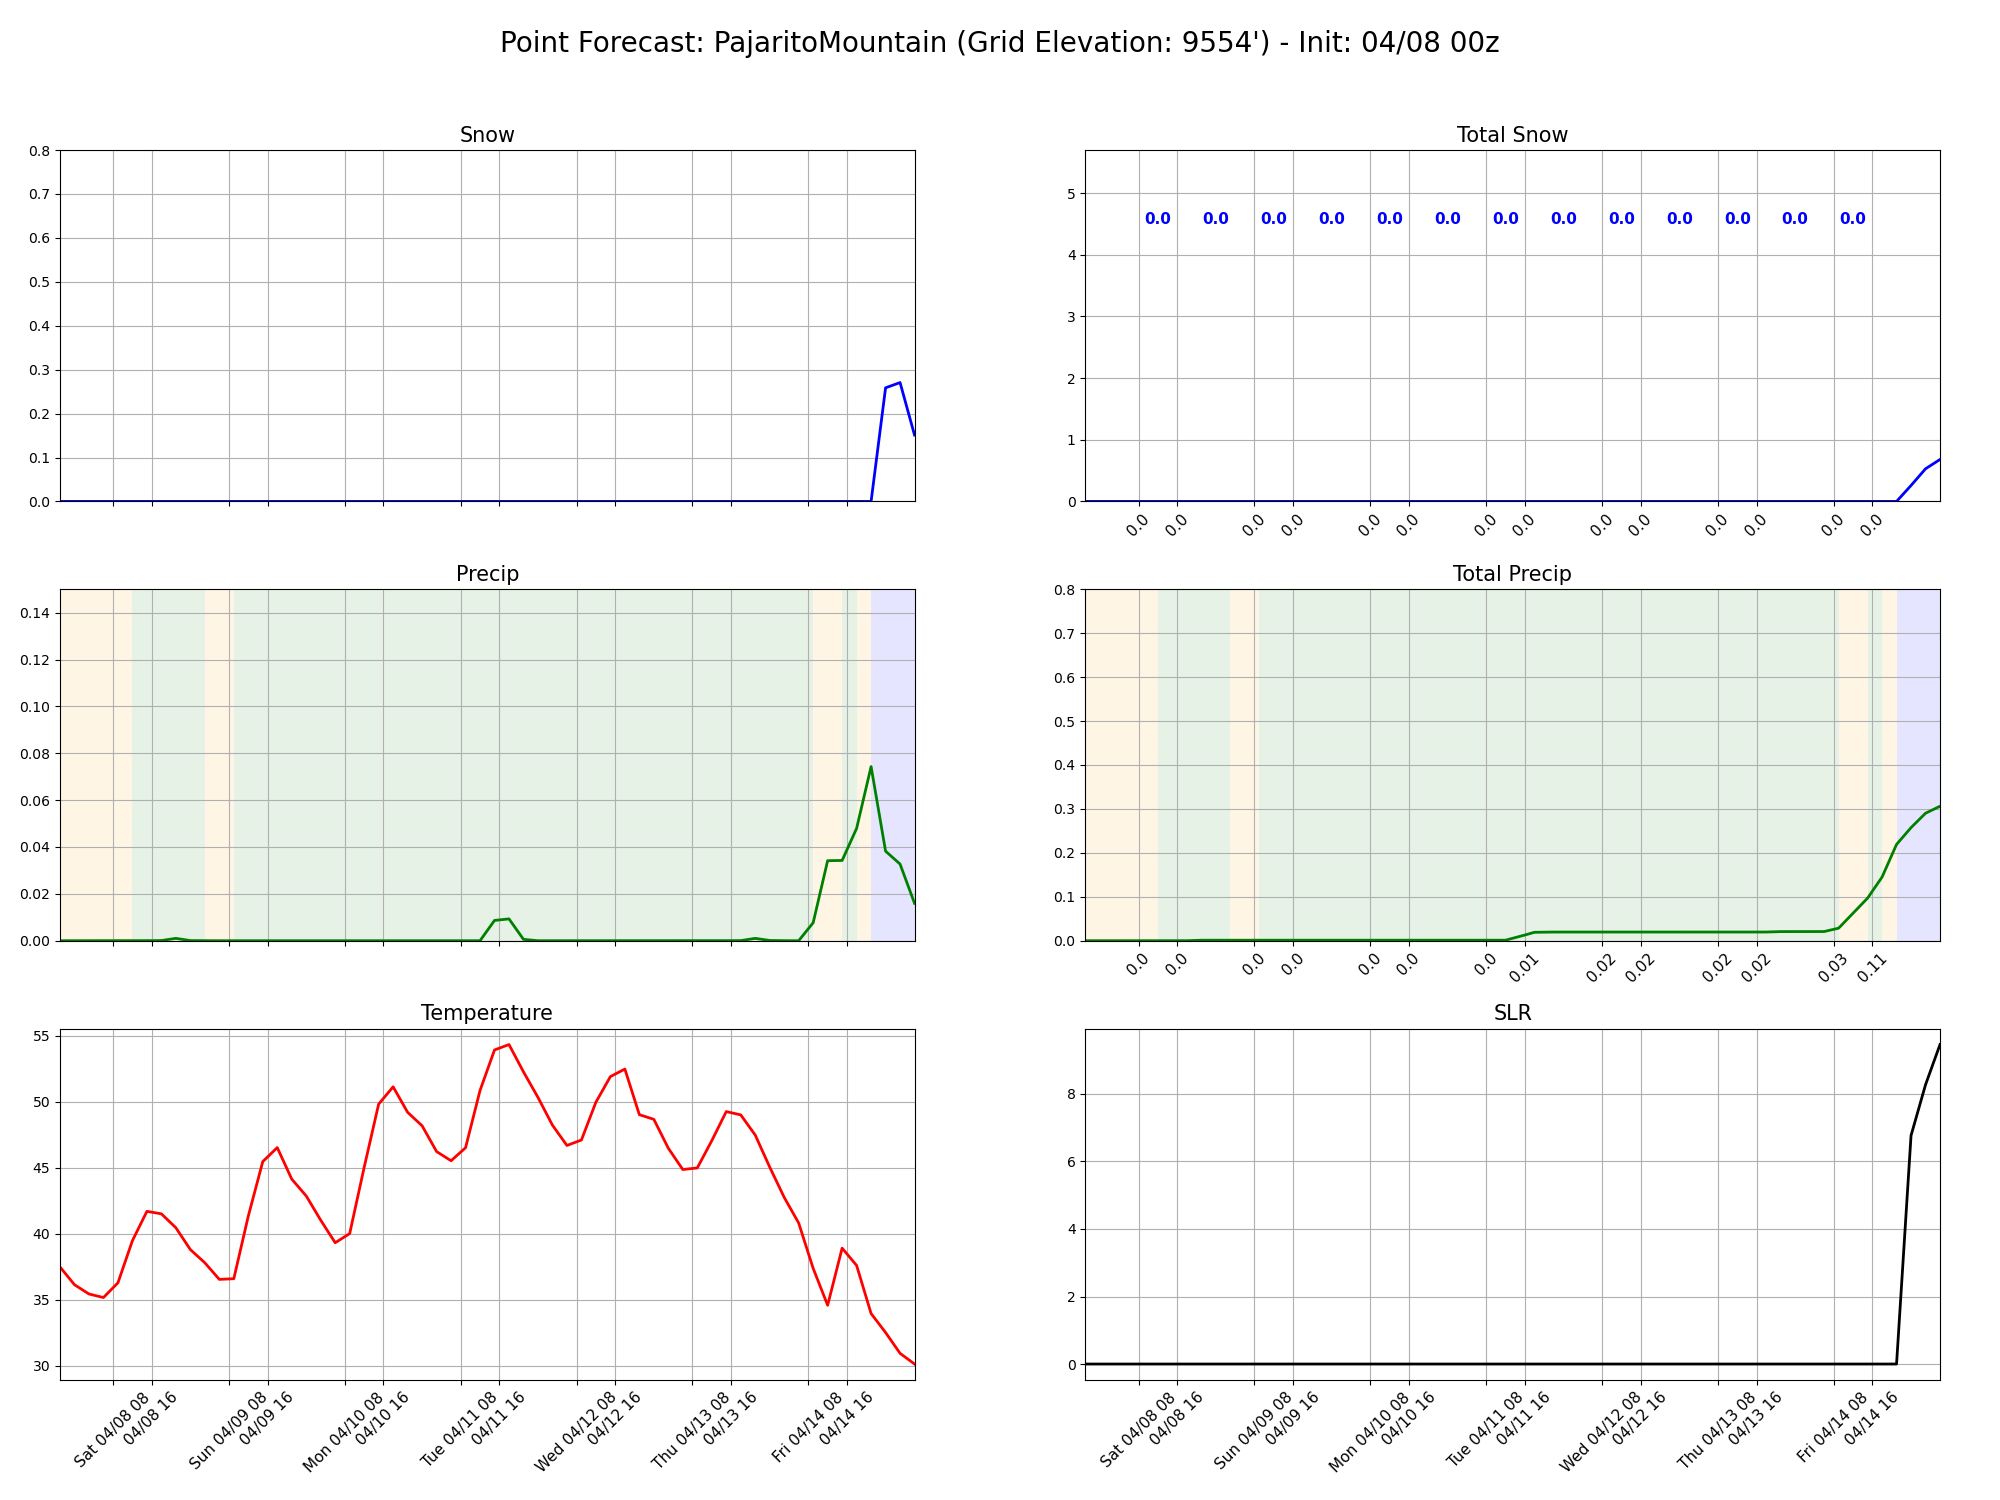 Point Forecast: PajaritoMountain (Grid Elevation: 9554') - Init: 04/08 00z
Snow
0.8
0.7
0.6
0.5
0.4
0.3
0.2
0.1
0.0
Total Snow
5
4
3
2
1
0
0.0 0.0 0.0 0.0 0.0 0.0 0.0 0.0 0.0 0.0 0.0 0.0 0.0
0.0 0.0 0.0 0.0 0.0 0.0 0.0 0.0 0.0 0.0 0.0 0.0 0.0 0.0
Precip
0.14
0.12
0.10
0.08
0.06
0.04
0.02
0.00
Total Precip
0.8
0.7
0.6
0.5
0.4
0.3
0.2
0.1
0.0
0.0 0.0 0.0 0.0 0.0 0.0 0.0 0.01 0.02 0.02 0.02 0.02 0.03 0.11
Temperature
55
50
45
40
35
30
Sat 04/08 08
04/08 16
Sun 04/09 08
04/09 16
Mon 04/10 08
04/10 16
Tue 04/11 08
04/11 16
Wed 04/12 08
04/12 16
Thu 04/13 08
04/13 16
Fri 04/14 08
04/14 16
SLR
8
6
4
2
0
Sat 04/08 08
04/08 16
Sun 04/09 08
04/09 16
Mon 04/10 08
04/10 16
Tue 04/11 08
04/11 16
Wed 04/12 08
04/12 16
Thu 04/13 08
04/13 16
Fri 04/14 08
04/14 16